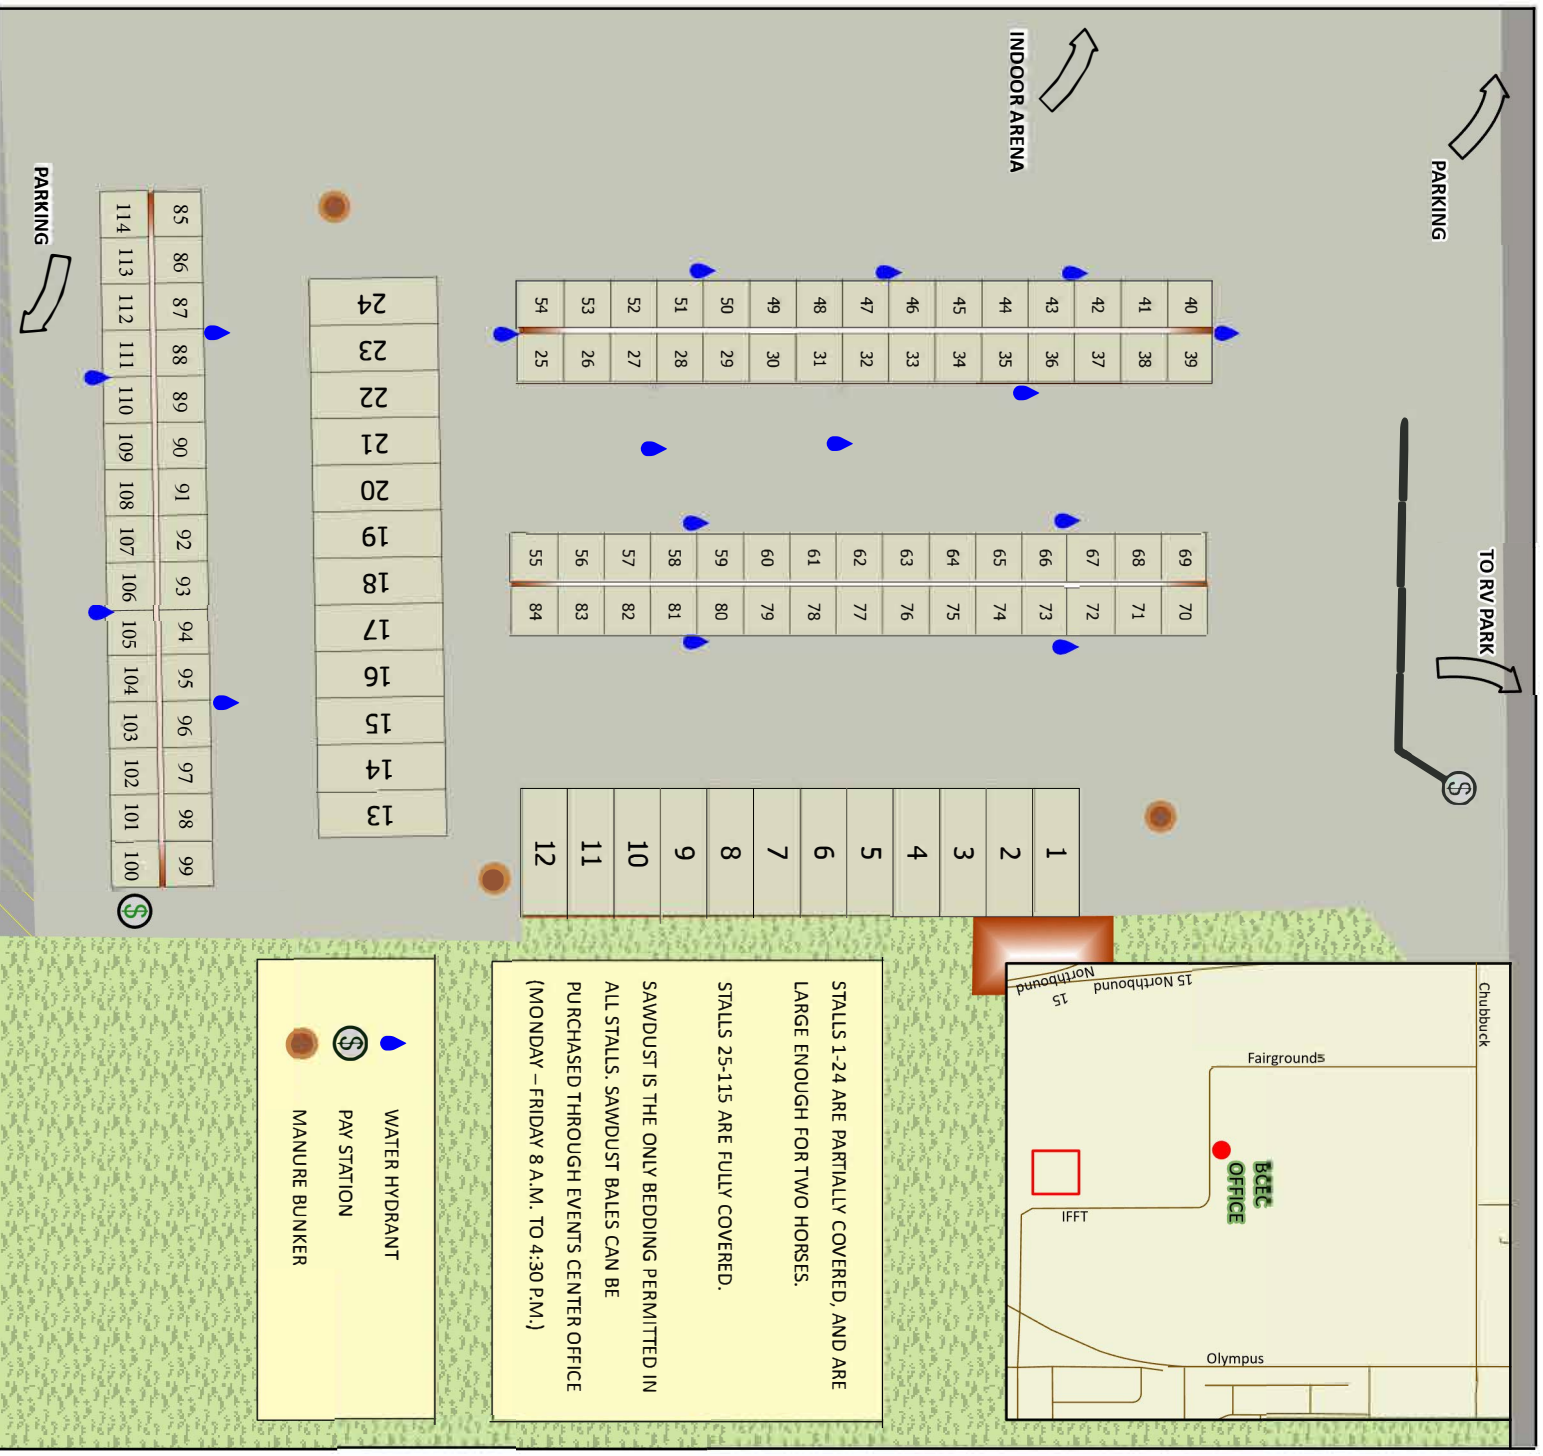 INDOOR ARENA
PARKING
PARKING
TO RV PARK
40 41 42 43 44 45 46 47 48 49 50 51 52 53 54
39 38 37 36 35 34 33 32 31 30 29 28 27 26 25
69 68 67 66 65 64 63 62 61 60 59 58 57 56 55
70 71 72 73 74 75 76 77 78 79 80 81 82 83 84
1 2 3 4 5 6 7 8 9 10 11 12
13 14 15 16 17 18 19 20 21 22 23 24
85 86 87 88 89 90 91 92 93 94 95 96 97 98 99
114 113 112 111 110 109 108 107 106 105 104 103 102 101 100
$
$
STALLS 1-24 ARE PARTIALLY COVERED, AND ARE
LARGE ENOUGH FOR TWO HORSES.
STALLS 25-115 ARE FULLY COVERED.
SAWDUST IS THE ONLY BEDDING PERMITTED IN
ALL STALLS. SAWDUST BALES CAN BE
PURCHASED THROUGH EVENTS CENTER OFFICE
(MONDAY – FRIDAY 8 A.M. TO 4:30 P.M.)
WATER HYDRANT
$ PAY STATION
MANURE BUNKER
Chubbuck
Fairgrounds
BCEC
OFFICE
IFFT
Olympus
15 Northbound
15
Northbound